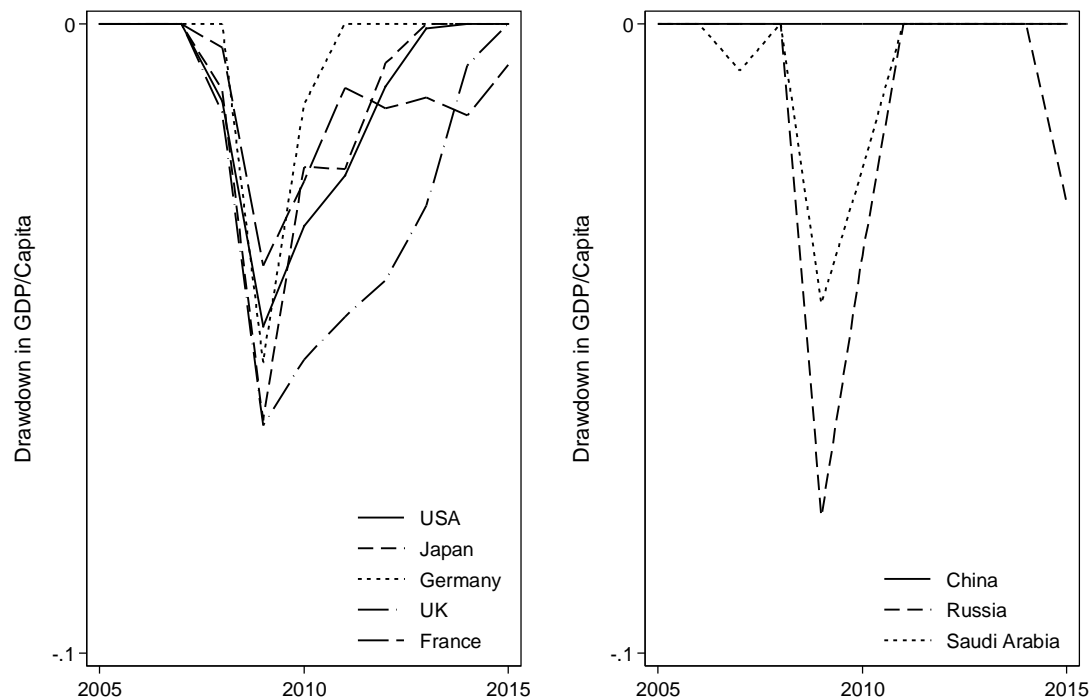 0
Drawdown in GDP/Capita
USA
Japan
Germany
UK
France
-.1
2005
2010
2015
0
Drawdown in GDP/Capita
China
Russia
Saudi Arabia
-.1
2005
2010
2015